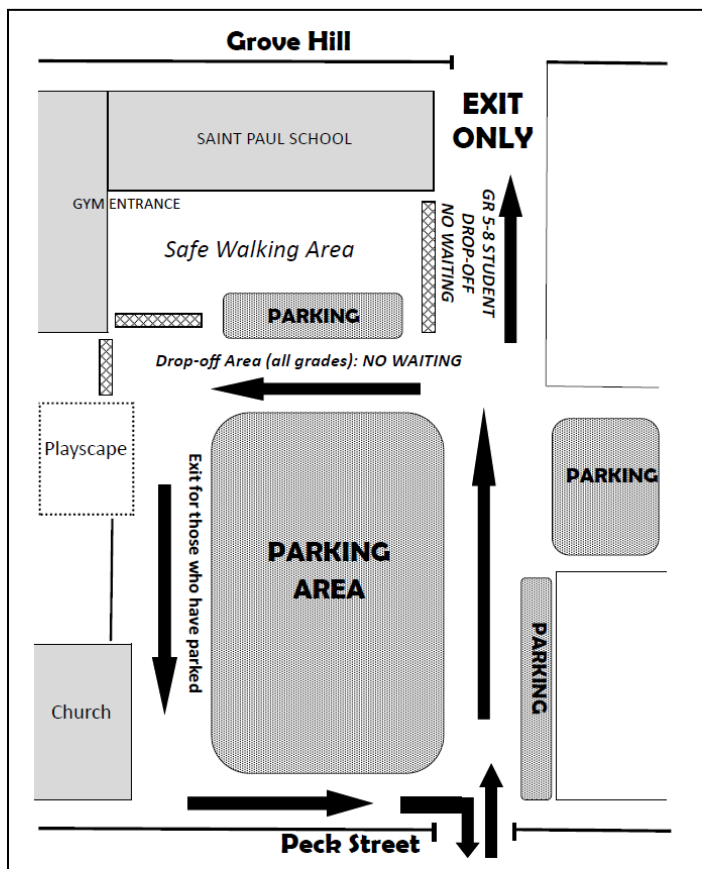 Grove Hill
EXIT
ONLY
SAINT PAUL SCHOOL
GYM ENTRANCE
Safe Walking Area
GR 5-8 STUDENT
DROP-OFF
NO WAITING
PARKING
Drop-off Area (all grades): NO WAITING
Playscape
Exit for those who have parked
PARKING
AREA
PARKING
PARKING
Church
Peck Street